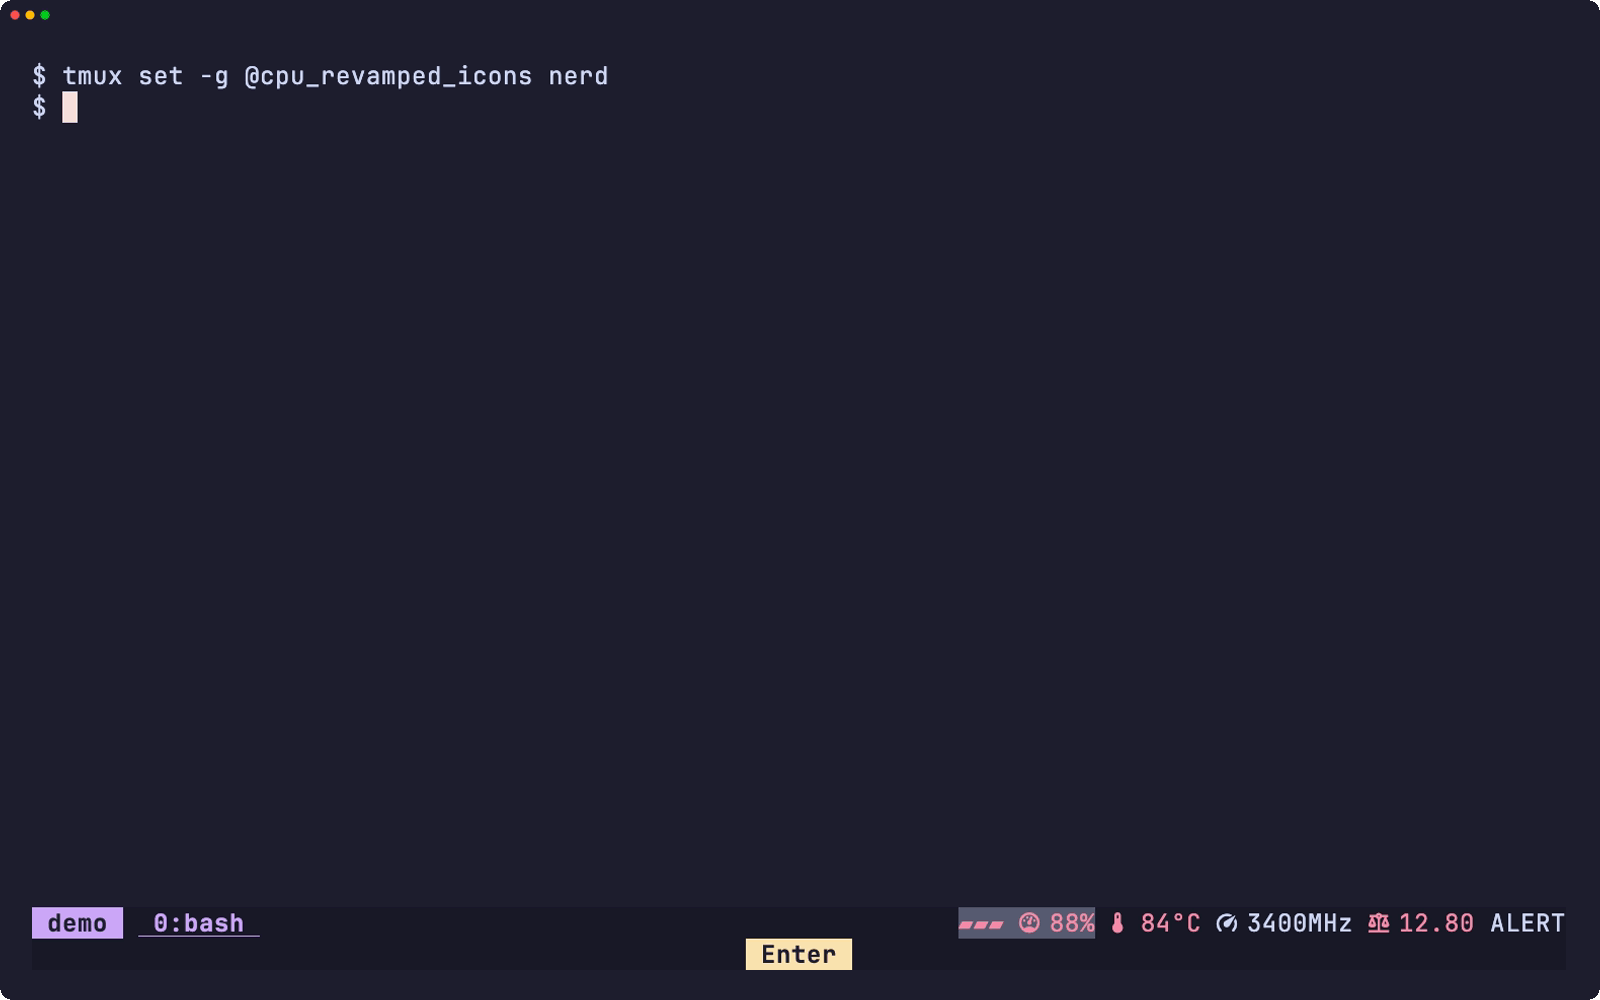 $ tmux set -g @cpu_revamped_icons nerd
$
demo 0:bash 88% 84°C 3400MHz 12.80 ALERT
Enter